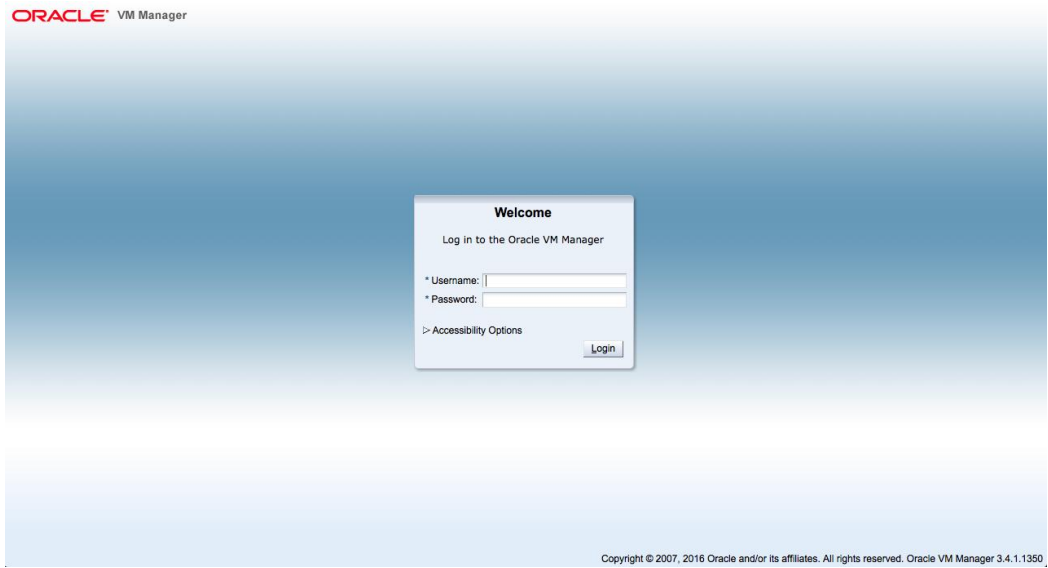 ORACLE® VM Manager
Welcome
Log in to the Oracle VM Manager
* Username:
* Password:
Accessibility Options
Login
Copyright © 2007, 2016 Oracle and/or its affiliates. All rights reserved. Oracle VM Manager 3.4.1.1350